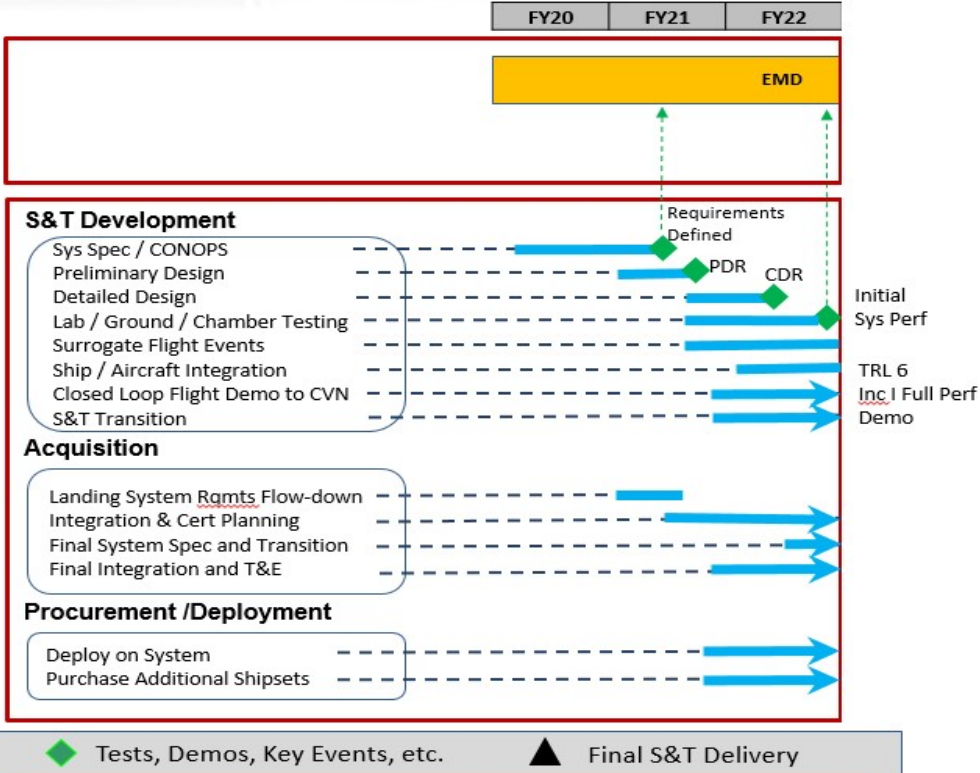 FY20 FY21 FY22
EMD
S&T Development
Requirements
Defined
Sys Spec / CONOPS
Preliminary Design
PDR
Detailed Design
CDR
Initial
Lab / Ground / Chamber Testing
Sys Perf
Surrogate Flight Events
Ship / Aircraft Integration
TRL 6
Closed Loop Flight Demo to CVN
Inc I Full Perf
S&T Transition
Demo
Acquisition
Landing System Rqmts Flow-down
Integration & Cert Planning
Final System Spec and Transition
Final Integration and T&E
Procurement /Deployment
Deploy on System
Purchase Additional Shipsets
Tests, Demos, Key Events, etc.
Final S&T Delivery